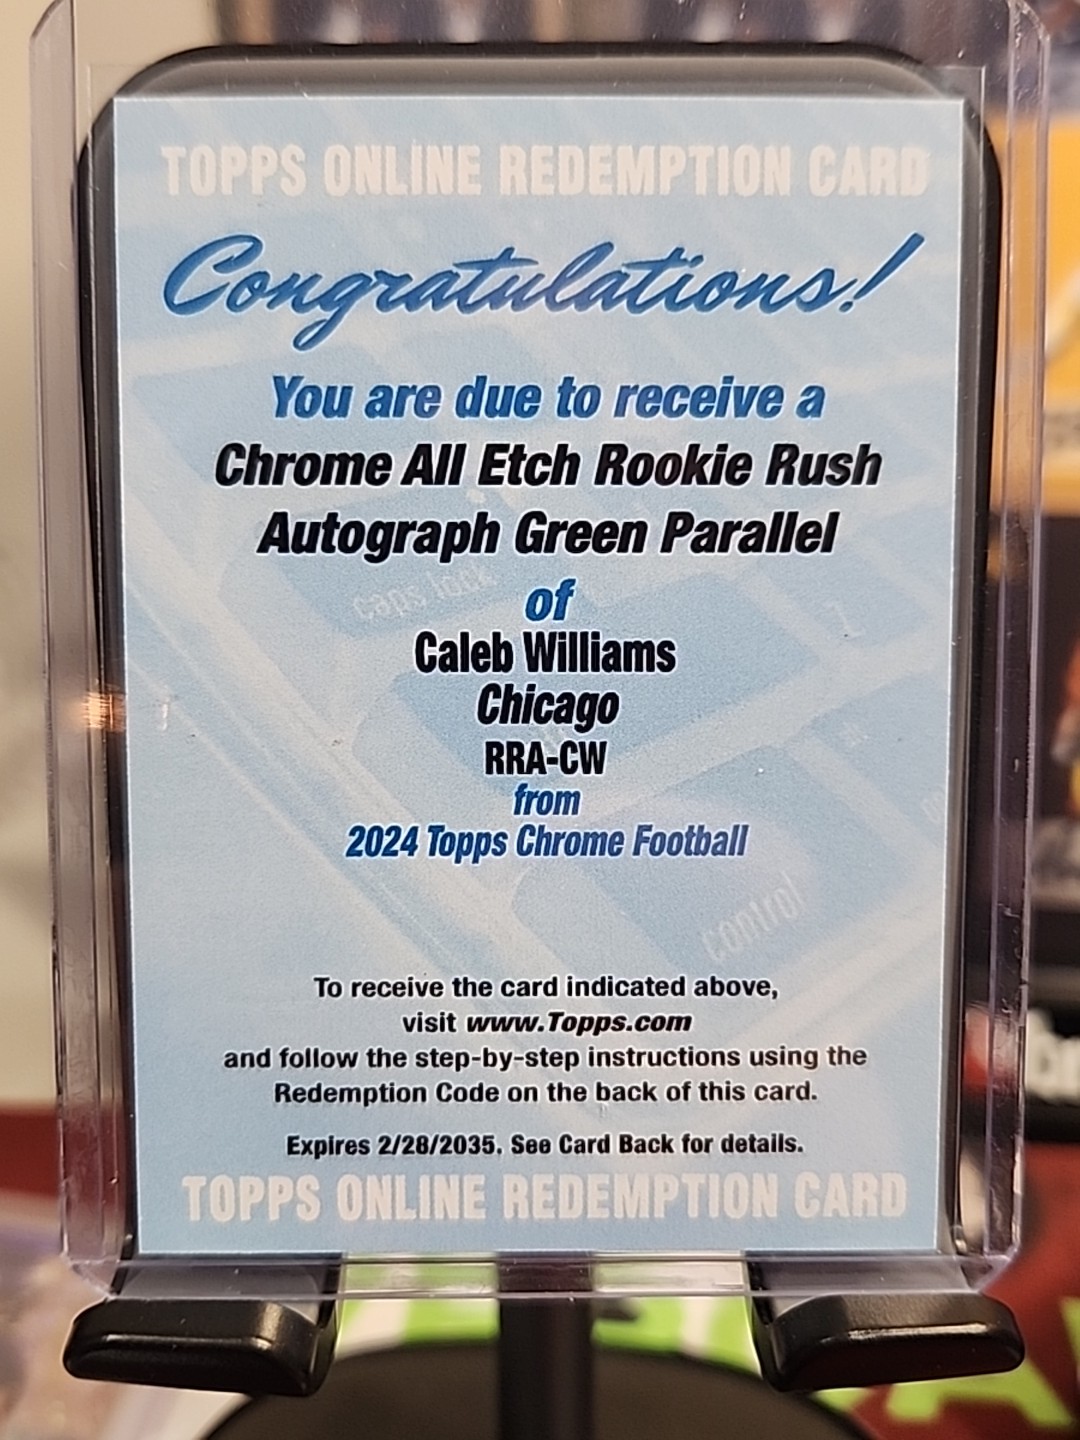 TOPPS ONLINE REDEMPTION CARD
Congratulations!
You are due to receive a
Chrome All Etch Rookie Rush
Autograph Green Parallel
of
caps lock
Caleb Williams
Chicago
RRA-CW
from
2024 Topps Chrome Football
control
To receive the card indicated above,
visit www.Topps.com
and follow the step-by-step instructions using the
Redemption Code on the back of this card.
Expires 2/28/2035. See Card Back for details.
TOPPS ONLINE REDEMPTION CARD